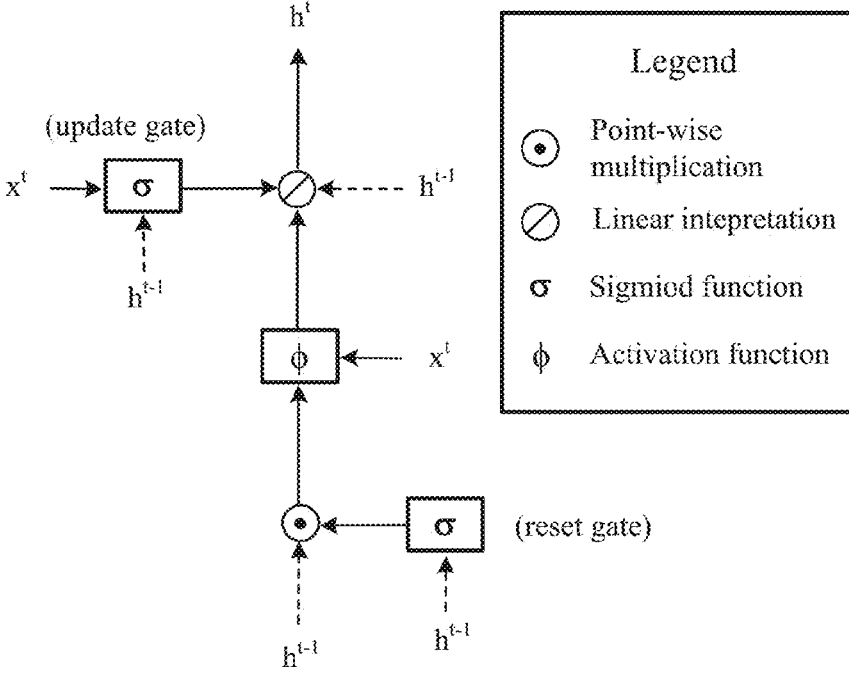 h^t
(update gate)
x^t
σ
h^t-1
h^t-1
ϕ
x^t
σ
(reset gate)
h^t-1
h^t-1
Legend
Point-wise
multiplication
Linear intepretation
σ Sigmiod function
ϕ Activation function